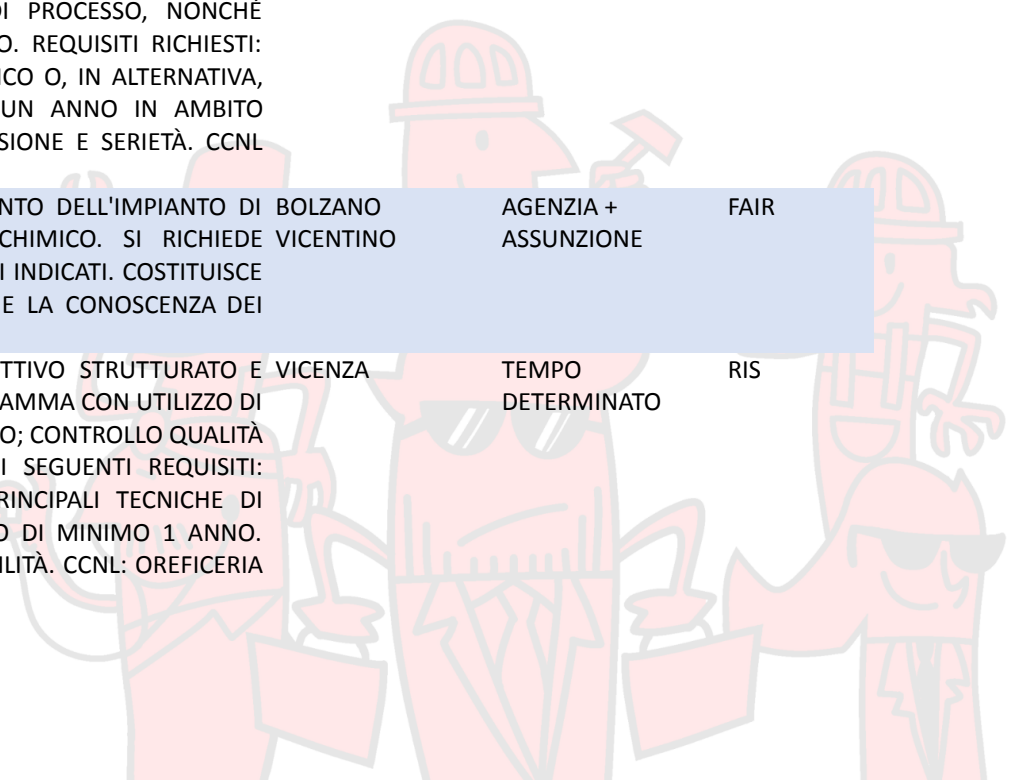 DI PROCESSO, NONCHÉ
O. REQUISITI RICHIESTI:
ICO O, IN ALTERNATIVA,
UN ANNO IN AMBITO
SIONE E SERIETÀ. CCNL
NTO DELL'IMPIANTO DI BOLZANO AGENZIA + FAIR
CHIMICO. SI RICHIEDE VICENTINO ASSUNZIONE
I INDICATI. COSTITUISCE
E LA CONOSCENZA DEI
TTIVO STRUTTURATO E VICENZA TEMPO RIS
AMMA CON UTILIZZO DI DETERMINATO
O; CONTROLLO QUALITÀ
I SEGUENTI REQUISITI:
RINCIPALI TECNICHE DI
O DI MINIMO 1 ANNO.
ILITÀ. CCNL: OREFICERIA